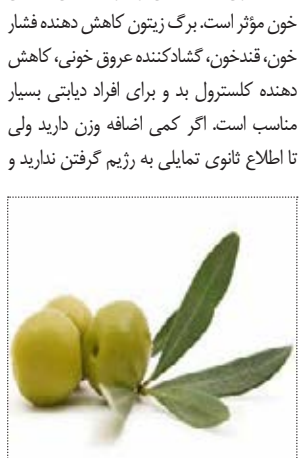 خون مؤثر است. برگ زیتون کاهش دهنده فشار
خون، قندخون، گشادکننده عروق خونی، کاهش
دهنده کلسترول بد و برای افراد دیابتی بسیار
مناسب است. اگر کمی اضافه وزن دارید ولی
تا اطلاع ثانوی تمایلی به رژیم گرفتن ندارید و